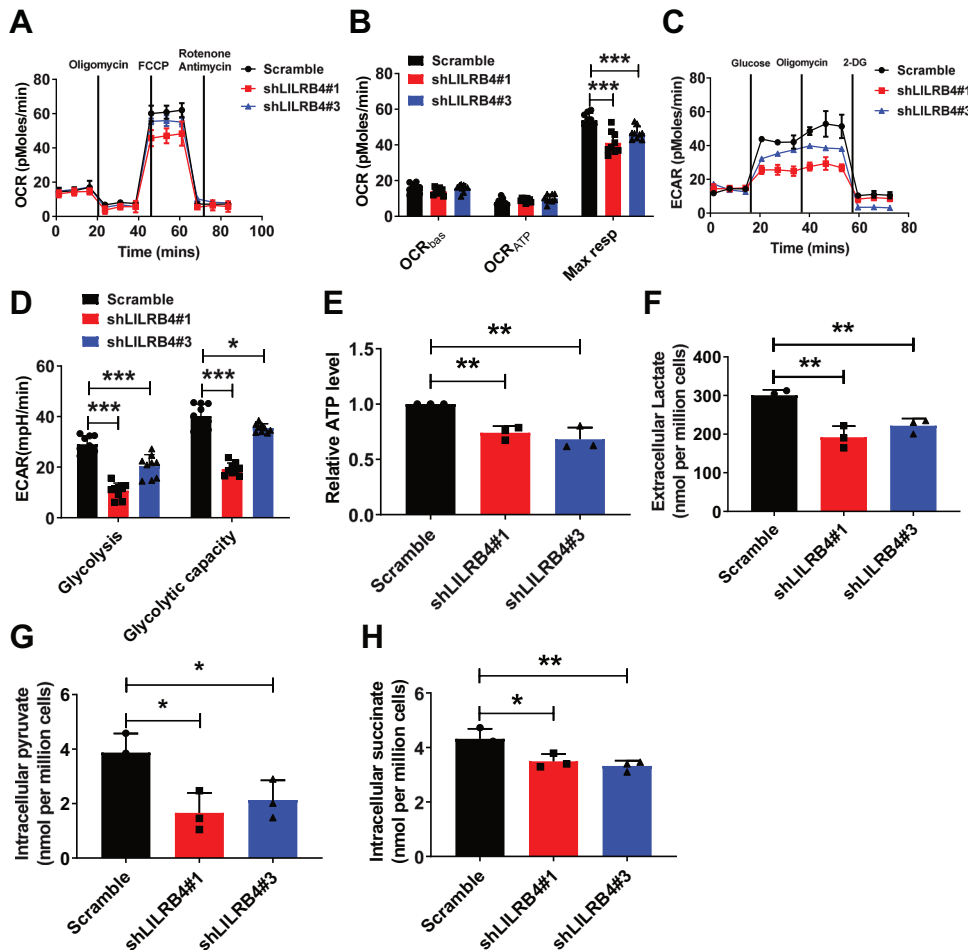 A
Oligomycin
FCCP
Rotenone
Antimycin
Scramble
shLILRB4#1
shLILRB4#3
OCR (pMoles/min)
80
60
40
20
0
0 20 40 60 80 100
Time (mins)
B
Scramble
shLILRB4#1
shLILRB4#3
***
***
OCR (pMoles/min)
80
60
40
20
0
OCRbas
OCRATP
Max resp
C
Glucose
Oligomycin
2-DG
Scramble
shLILRB4#1
shLILRB4#3
ECAR (pMoles/min)
80
60
40
20
0
0 20 40 60 80
Time (mins)
D
Scramble
shLILRB4#1
shLILRB4#3
***
***
*
***
ECAR(mpH/min)
60
40
20
0
Glycolysis
Glycolytic capacity
E
**
**
Relative ATP level
1.5
1.0
0.5
0.0
Scramble
shLILRB4#1
shLILRB4#3
F
**
**
Extracellular Lactate
(nmol per million cells)
400
300
200
100
0
Scramble
shLILRB4#1
shLILRB4#3
G
*
*
Intracellular pyruvate
(nmol per million cells)
6
4
2
0
Scramble
shLILRB4#1
shLILRB4#3
H
**
*
Intracellular succinate
(nmol per million cells)
6
4
2
0
Scramble
shLILRB4#1
shLILRB4#3